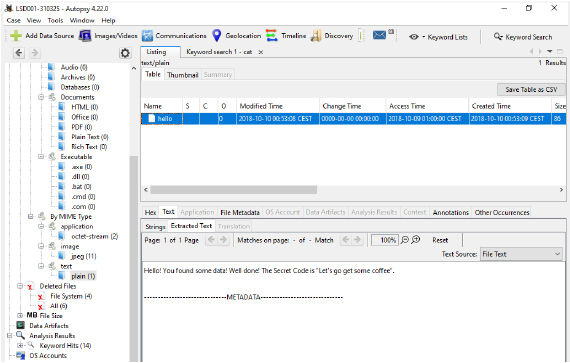 LSD001-310325 - Autopsy 4.22.0
Case View Tools Window Help
Add Data Source Images/Videos Communications Geolocation Timeline Discovery Keyword Lists Keyword Search
Audio (0)
Archives (0)
Databases (0)
Documents
HTML (0)
Office (0)
PDF (0)
Plain Text (0)
Rich Text (0)
Executable
.exe (0)
.dll (0)
.bat (0)
.cmd (0)
.com (0)
By MIME Type
application
octet-stream (2)
image
jpeg (11)
text
plain (1)
Deleted Files
File System (4)
All (6)
MB File Size
Data Artifacts
Analysis Results
Keyword Hits (14)
OS Accounts
Listing Keyword search 1 - cat
text/plain 1 Results
Table Thumbnail Summary
Save Table as CSV
Name S C O Modified Time Change Time Access Time Created Time Size
hello 0 2018-10-10 00:53:08 CEST 0000-00-00 00:00:00 2018-10-09 01:00:00 CEST 2018-10-10 00:53:09 CEST 86
Hex Text Application File Metadata OS Account Data Artifacts Analysis Results Context Annotations Other Occurrences
Strings Extracted Text Translation
Page: 1 of 1 Page Matches on page: - of - Match 100% Reset
Text Source: File Text
Hello! You found some data! Well done! The Secret Code is "Let's go get some coffee".
------------------------------METADATA------------------------------